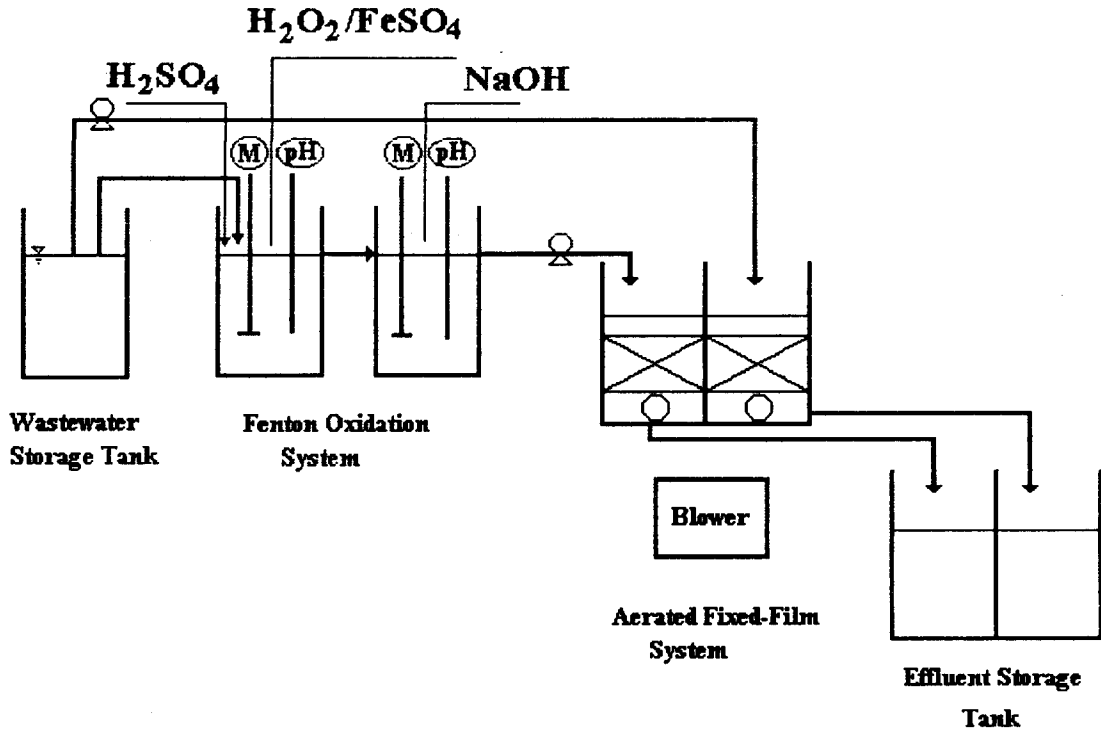 H₂O₂/FeSO₄
H₂SO₄
NaOH
M
pH
M
pH
Wastewater
Storage Tank
Fenton Oxidation
System
Blower
Aerated Fixed-Film
System
Effluent Storage
Tank